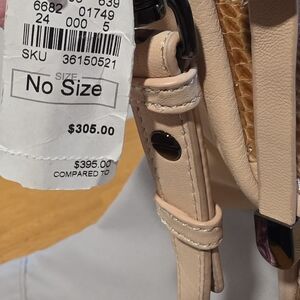 639
6682 01749
24 000 5
SKU 36150521
SIZE
No Size
$305.00
$395.00
COMPARED TO